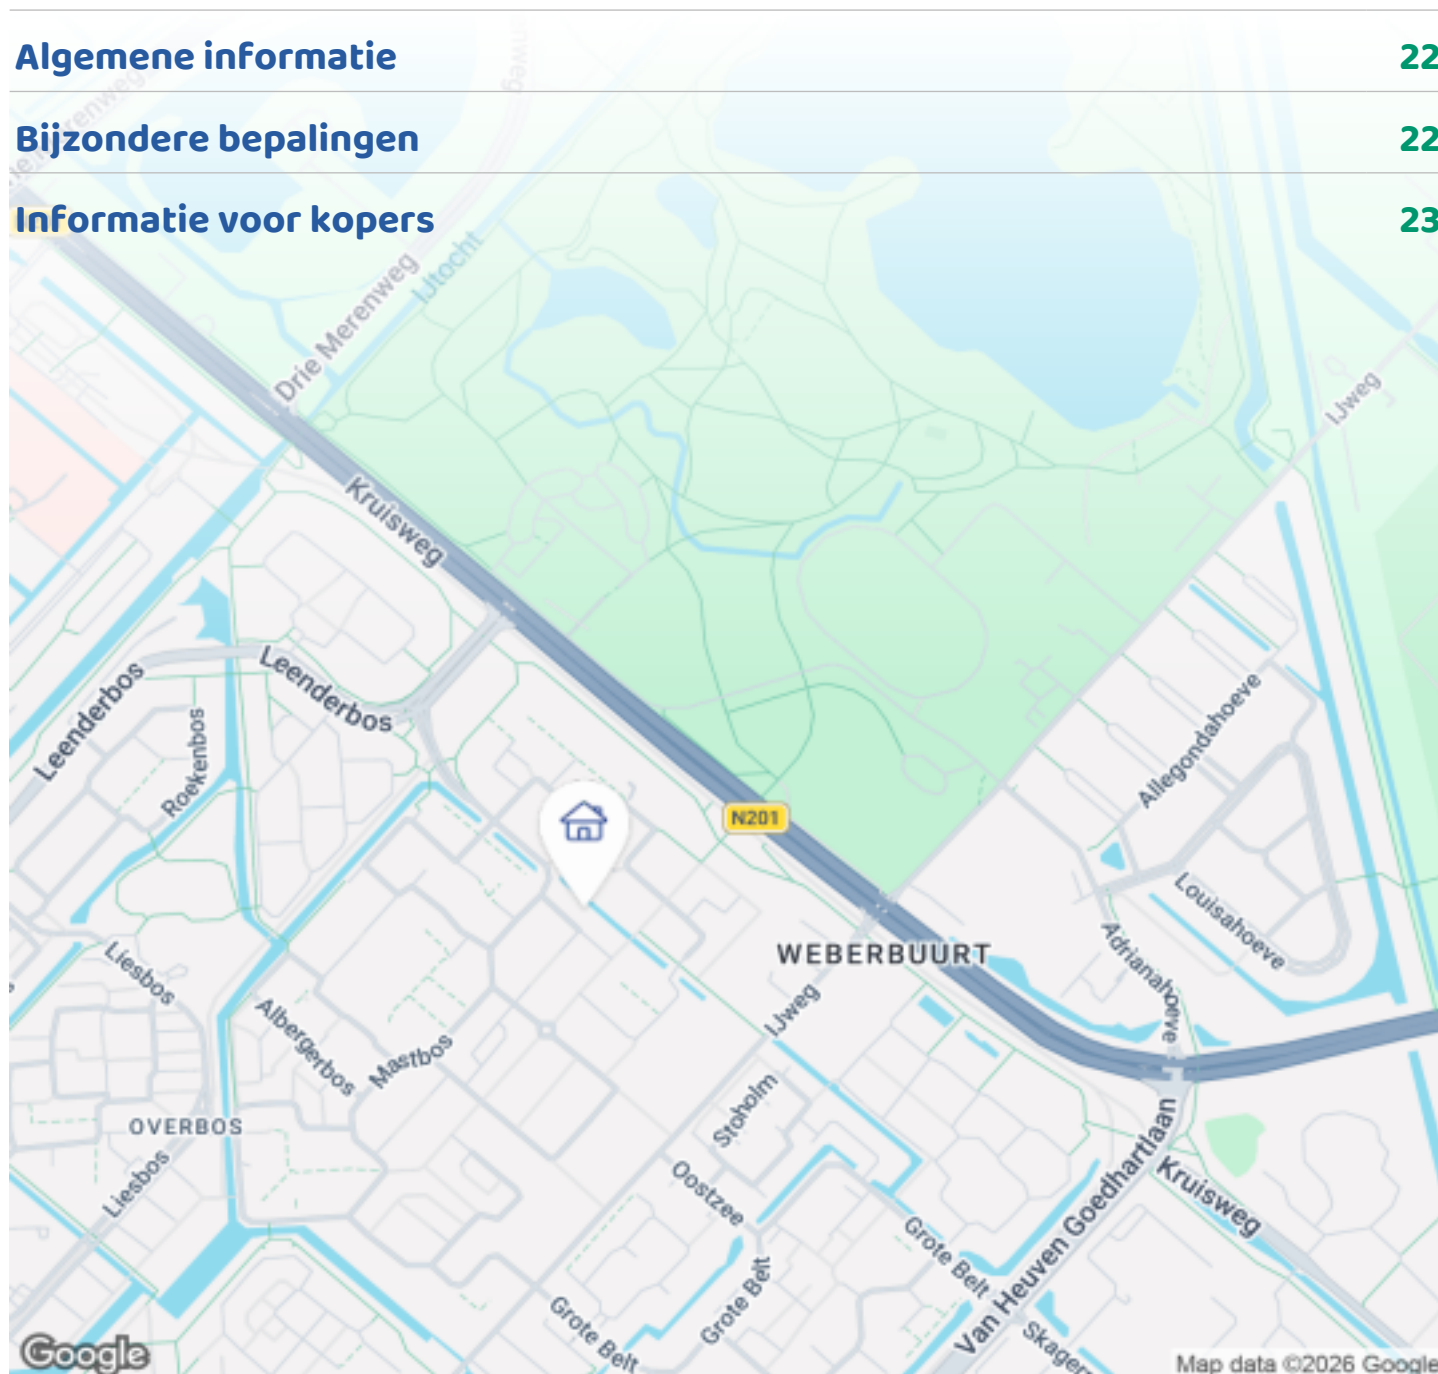 Algemene informatie 22
Bijzondere bepalingen 22
Informatie voor kopers 23
IJtocht
Drie Merenweg
IJweg
Kruisweg
Leenderbos
Leenderbos
Roekenbos
Allegondahoeve
N201
Louisahoeve
WEBERBUURT
Adrianahoeve
Liesbos
IJweg
Albergerbos
Mastbos
Stoholm
OVERBOS
Liesbos
Oostzee
Kruisweg
Van Heuven Goedhartlaan
Grote Belt
Grote Belt
Grote Belt
Google
Map data ©2026 Google